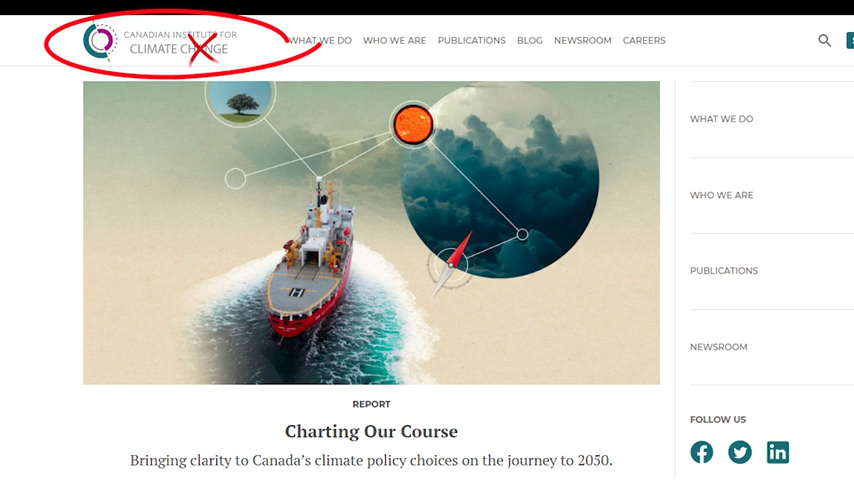 CANADIAN INSTITUTE FOR
CLIMATE CHANGE
WHAT WE DO WHO WE ARE PUBLICATIONS BLOG NEWSROOM CAREERS
WHAT WE DO
WHO WE ARE
PUBLICATIONS
NEWSROOM
FOLLOW US
H
REPORT
Charting Our Course
Bringing clarity to Canada's climate policy choices on the journey to 2050.